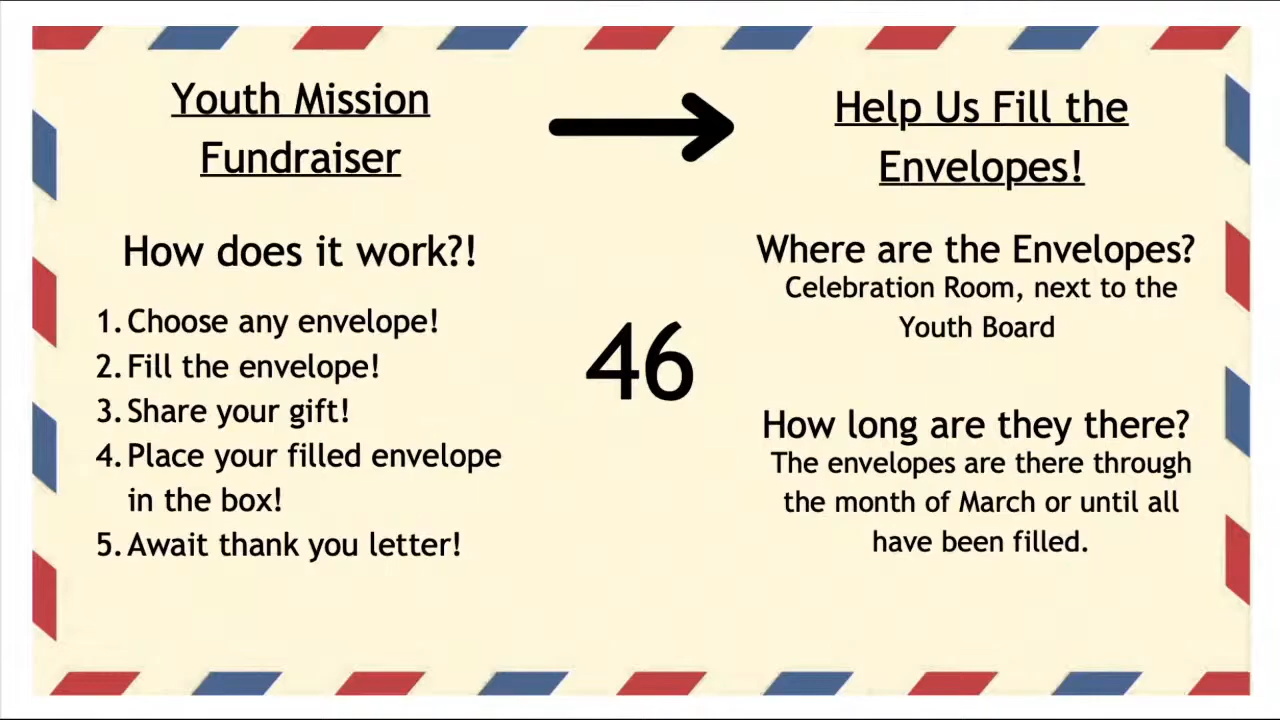 Youth Mission
Fundraiser
How does it work?!
1. Choose any envelope!
2. Fill the envelope!
3. Share your gift!
4. Place your filled envelope
in the box!
5. Await thank you letter!
46
Help Us Fill the
Envelopes!
Where are the Envelopes?
Celebration Room, next to the
Youth Board
How long are they there?
The envelopes are there through
the month of March or until all
have been filled.